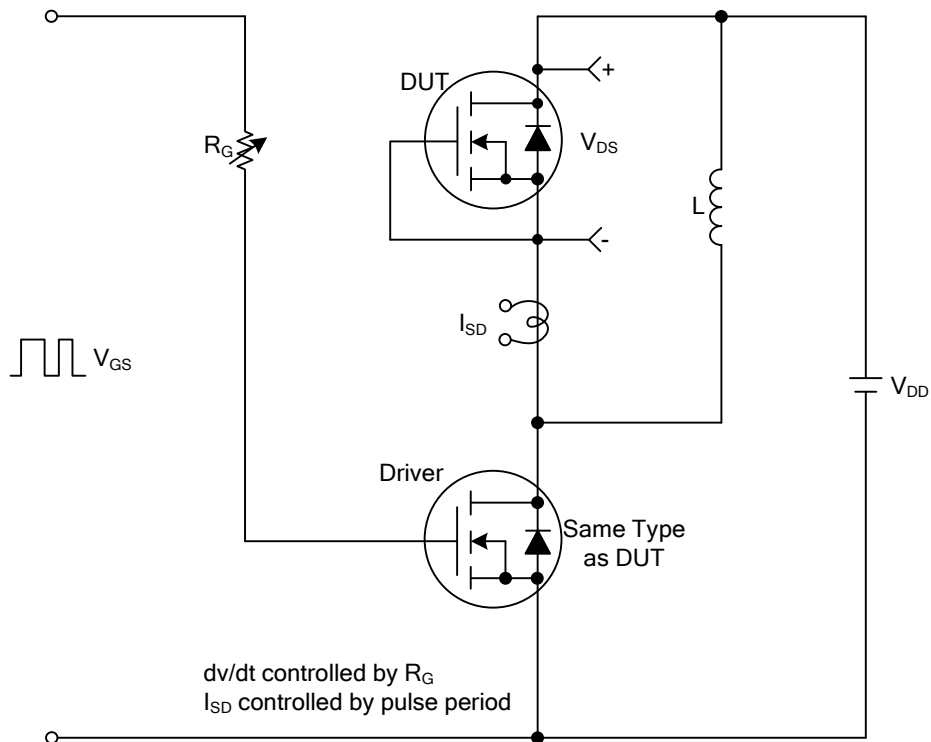 DUT
+
R_G
V_DS
L
-
I_SD
V_GS
V_DD
Driver
Same Type
as DUT
dv/dt controlled by R_G
I_SD controlled by pulse period